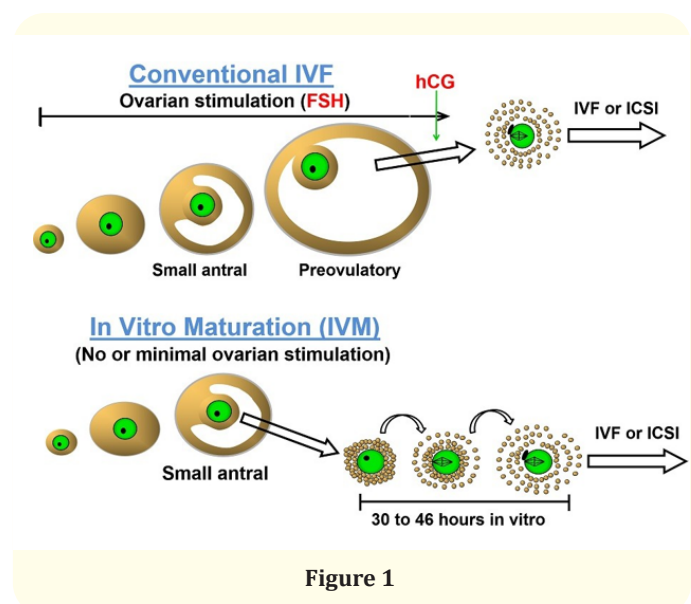 Conventional IVF
Ovarian stimulation (FSH)
hCG
IVF or ICSI
Small antral
Preovulatory
In Vitro Maturation (IVM)
(No or minimal ovarian stimulation)
Small antral
IVF or ICSI
30 to 46 hours in vitro
Figure 1